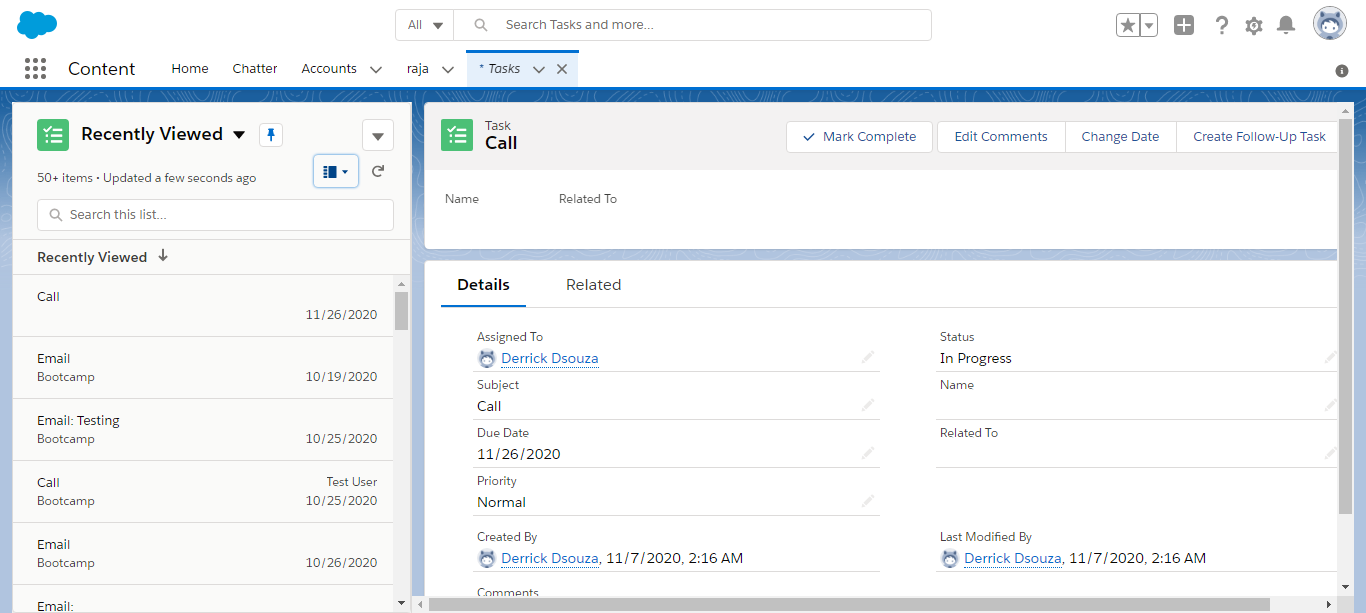 All
Search Tasks and more...
Content
Home
Chatter
Accounts
raja
* Tasks
Recently Viewed
50+ items • Updated a few seconds ago
Search this list...
Recently Viewed
Call
11/26/2020
Email
Bootcamp 10/19/2020
Email: Testing
Bootcamp 10/25/2020
Call Test User
Bootcamp 10/25/2020
Email
Bootcamp 10/26/2020
Email:
Task
Call
Mark Complete
Edit Comments
Change Date
Create Follow-Up Task
Name Related To
Details Related
Assigned To
Derrick Dsouza
Status
In Progress
Subject
Call
Name
Due Date
11/26/2020
Related To
Priority
Normal
Created By
Derrick Dsouza, 11/7/2020, 2:16 AM
Last Modified By
Derrick Dsouza, 11/7/2020, 2:16 AM
Comments